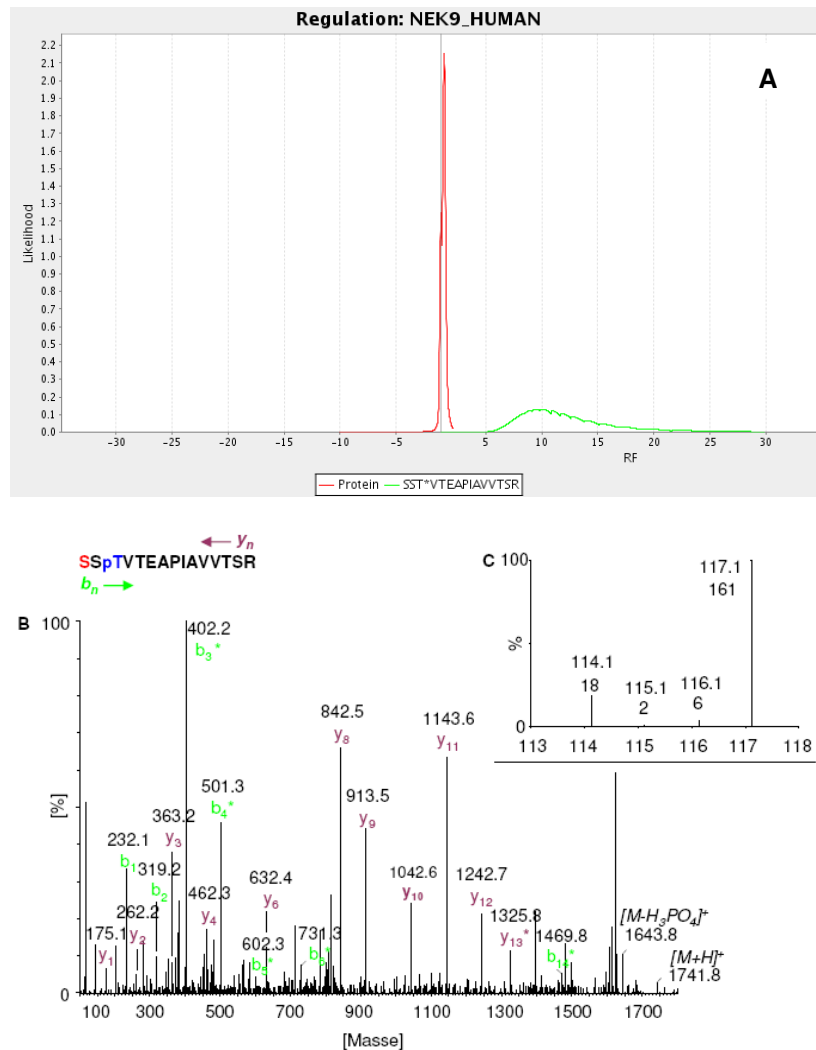 Regulation: NEK9_HUMAN
A
2.2
2.1
2.0
1.9
1.8
1.7
1.6
1.5
1.4
1.3
1.2
1.1
1.0
0.9
0.8
0.7
0.6
0.5
0.4
0.3
0.2
0.1
0.0
Likelihood
-30 -25 -20 -15 -10 -5 5 10 15 20 25 30
RF
Protein SST*VTEAPIAVVTSR
yn
SSpTVTEAPIAVVTSR
bn
B
100
[%]
0
402.2
b3*
842.5
y8
1143.6
y11
501.3
b4*
363.2
y3
913.5
y9
232.1
b1
319.2
b2
262.2
y2
175.1
y1
462.3
y4
632.4
y6
602.3
b5*
731.3
b6*
1042.6
y10
1242.7
y12
1325.8
y13*
1469.8
b14*
[M-H3PO4]+
1643.8
[M+H]+
1741.8
100 300 500 700 900 1100 1300 1500 1700
[Masse]
C
100
%
0
117.1
161
114.1
18
115.1
2
116.1
6
113 114 115 116 117 118